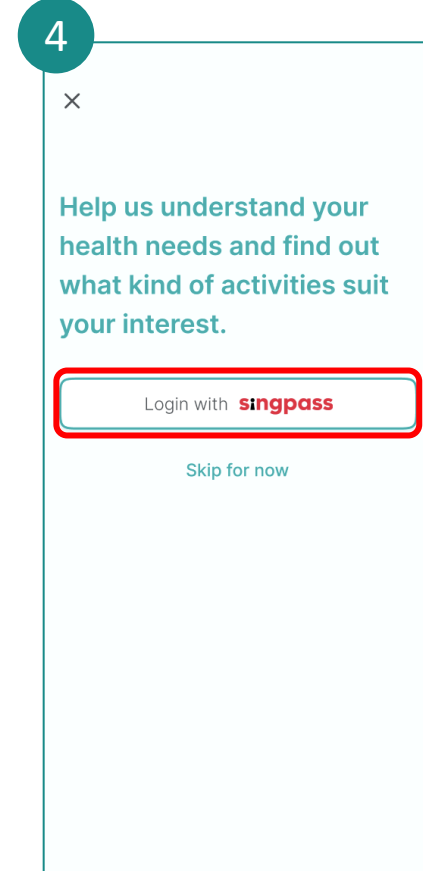 4
Help us understand your
health needs and find out
what kind of activities suit
your interest.
Login with singpass
Skip for now